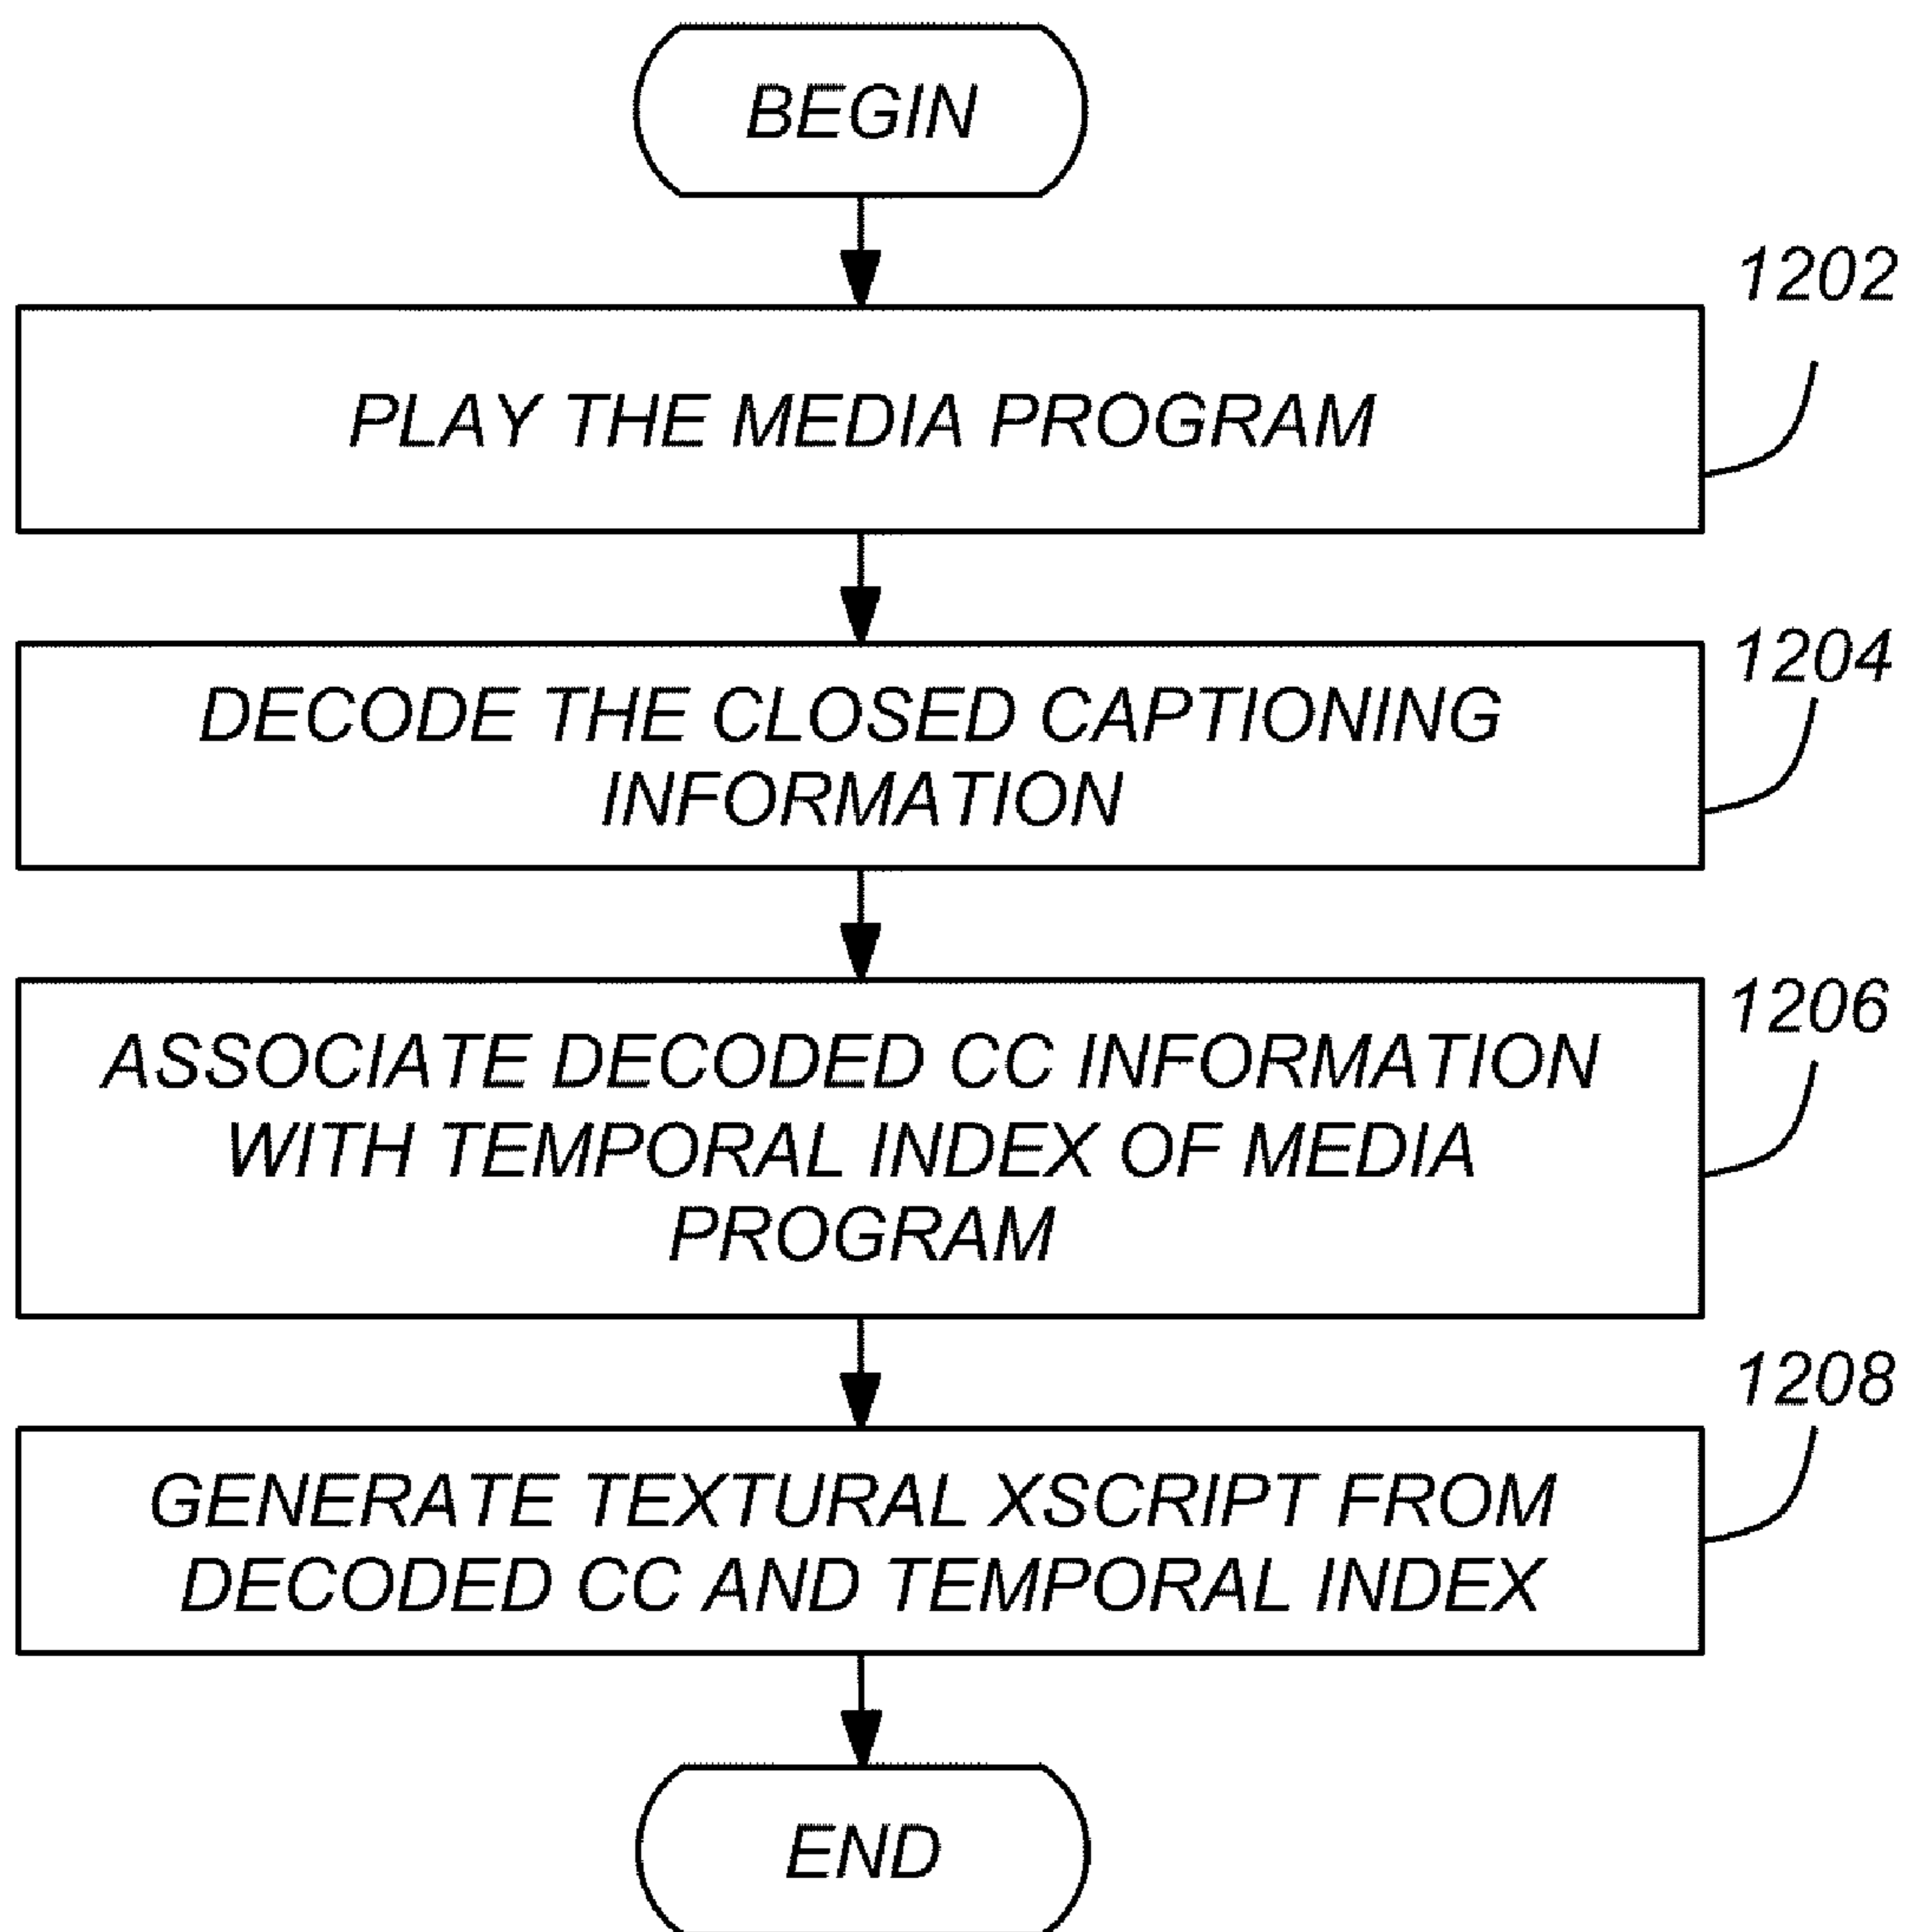 BEGIN
1202
PLAY THE MEDIA PROGRAM
1204
DECODE THE CLOSED CAPTIONING
INFORMATION
1206
ASSOCIATE DECODED CC INFORMATION
WITH TEMPORAL INDEX OF MEDIA
PROGRAM
1208
GENERATE TEXTURAL XSCRIPT FROM
DECODED CC AND TEMPORAL INDEX
END